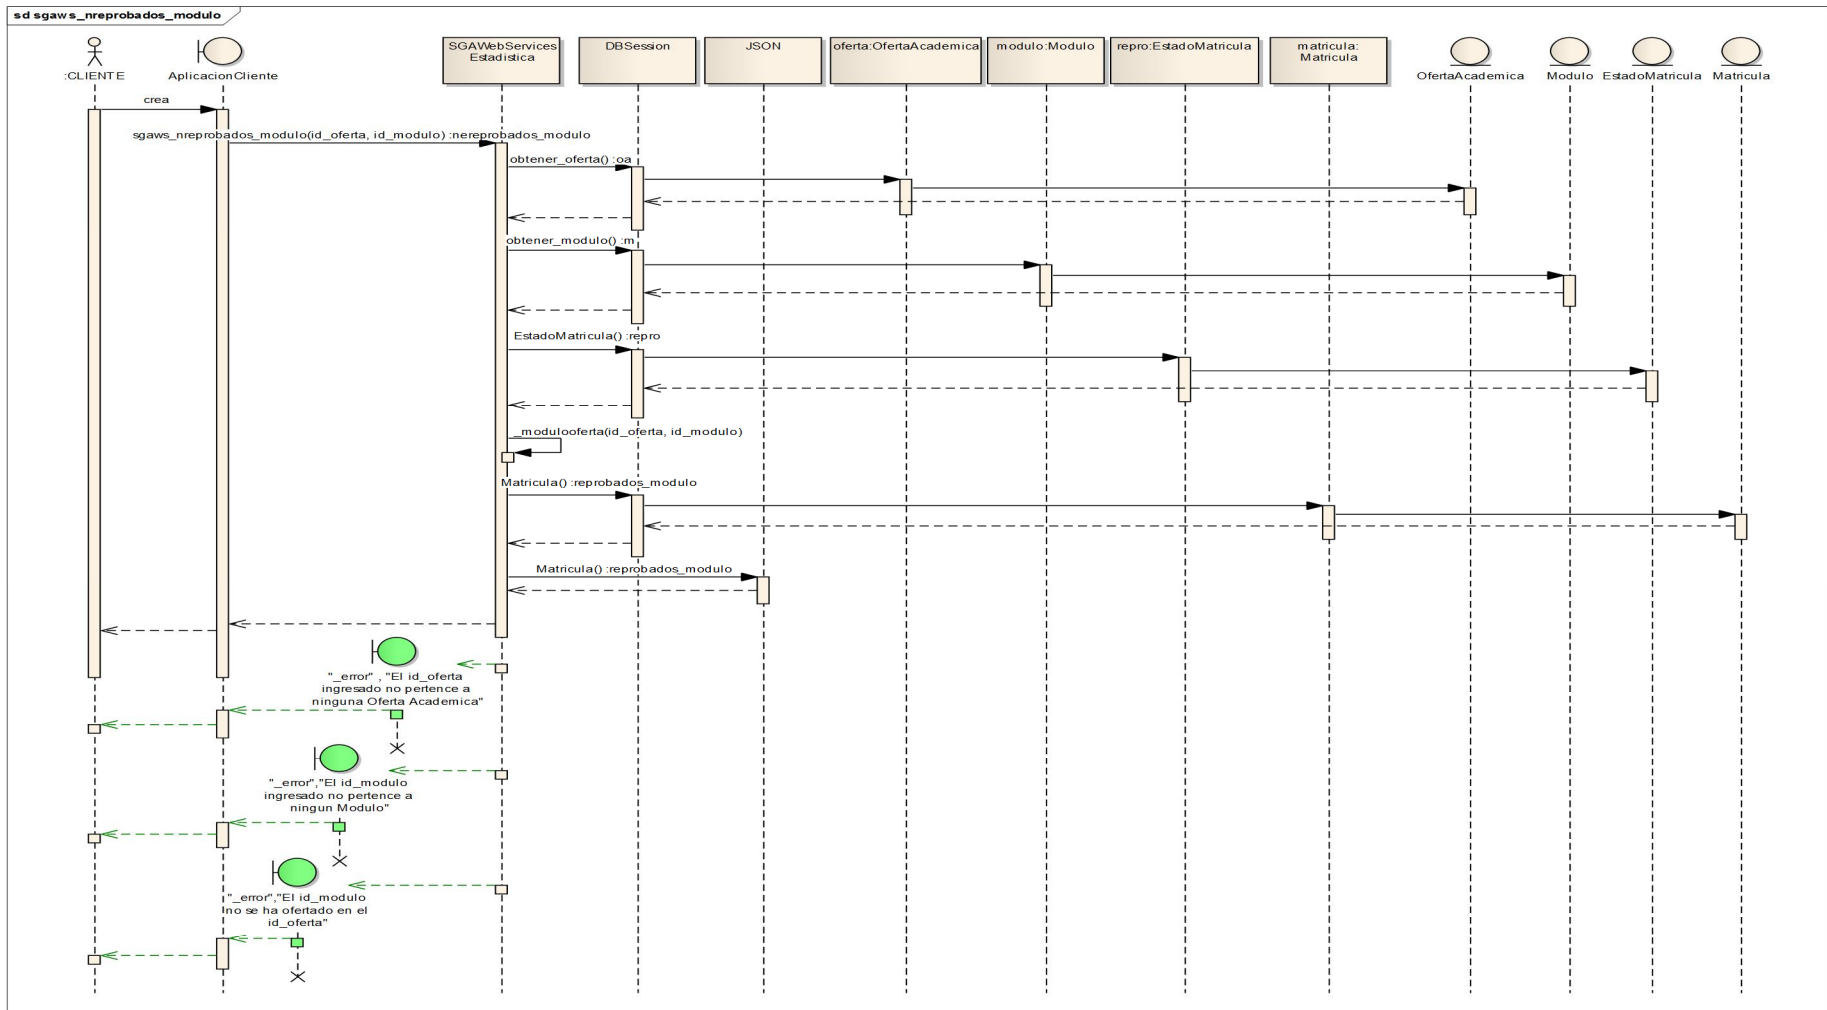 sd sgaws_nreprobados_modulo
:CLIENTE
AplicacionCliente
SGAWebServices
Estadistica
DBSession
JSON
oferta:OfertaAcademica
modulo:Modulo
repro:EstadoMatricula
matricula:
Matricula
OfertaAcademica
Modulo
EstadoMatricula
Matricula
crea
sgaws_nreprobados_modulo(id_oferta, id_modulo) :nereprobados_modulo
obtener_oferta() :oa
obtener_modulo() :m
EstadoMatricula() :repro
_modulooferta(id_oferta, id_modulo)
Matricula() :reprobados_modulo
Matricula() :reprobados_modulo
"_error" , "El id_oferta
ingresado no pertence a
ninguna Oferta Academica"
"_error","El id_modulo
ingresado no pertence a
ningun Modulo"
"_error","El id_modulo
no se ha ofertado en el
id_oferta"